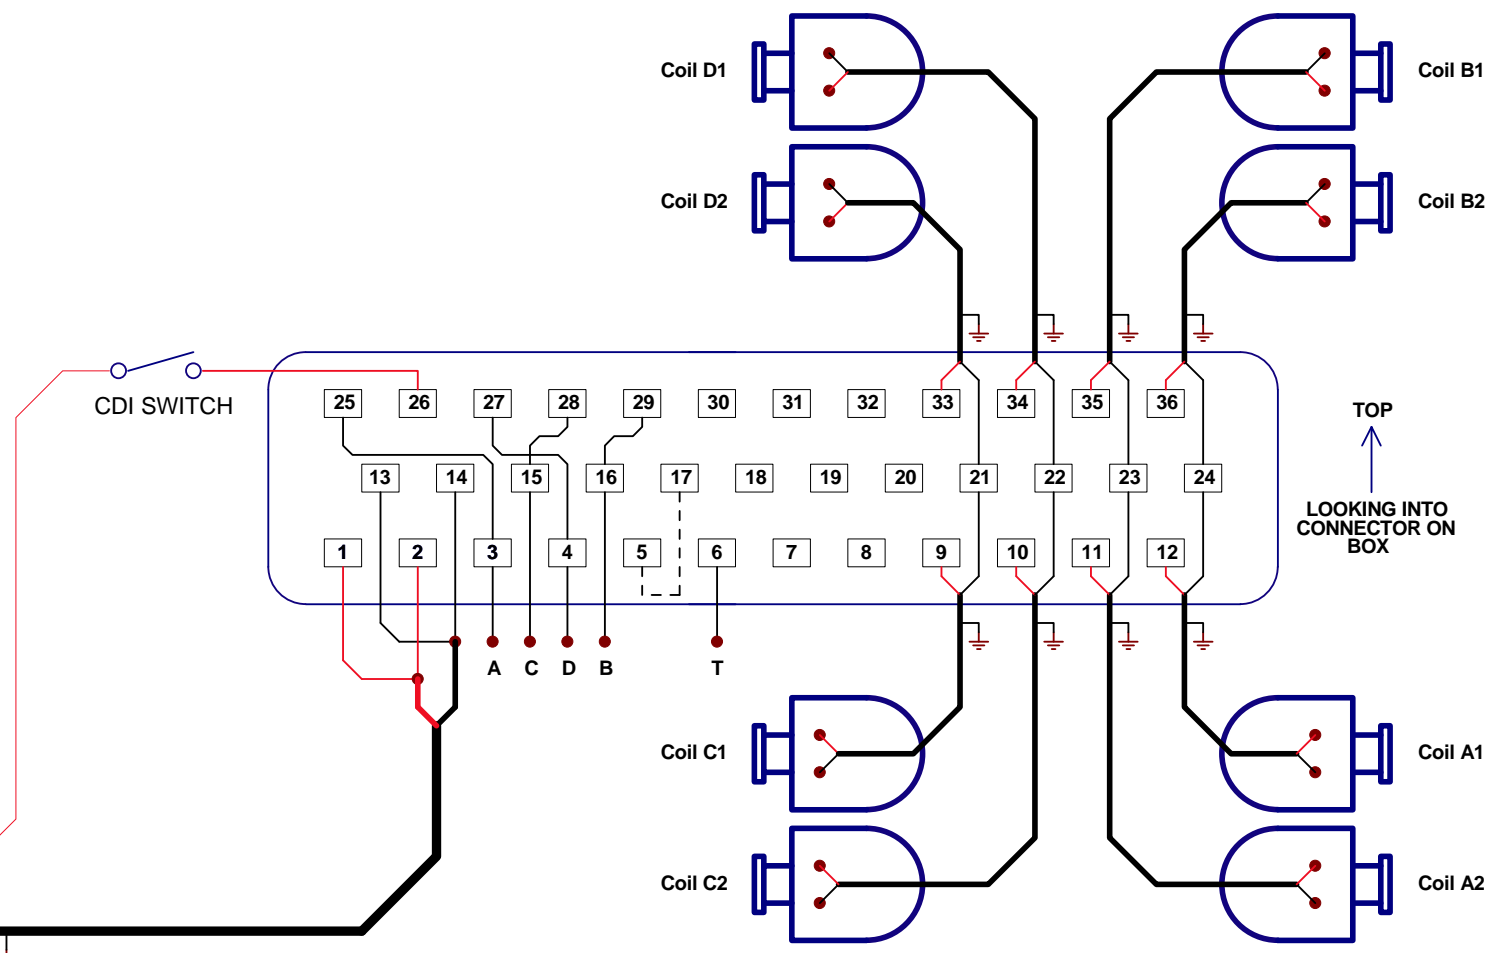 Coil D1
Coil B1
Coil D2
Coil B2
CDI SWITCH
25 26 27 28 29 30 31 32 33 34 35 36
TOP
13 14 15 16 17 18 19 20 21 22 23 24
LOOKING INTO
CONNECTOR ON
BOX
1 2 3 4 5 6 7 8 9 10 11 12
A C D B T
Coil C1
Coil A1
Coil C2
Coil A2